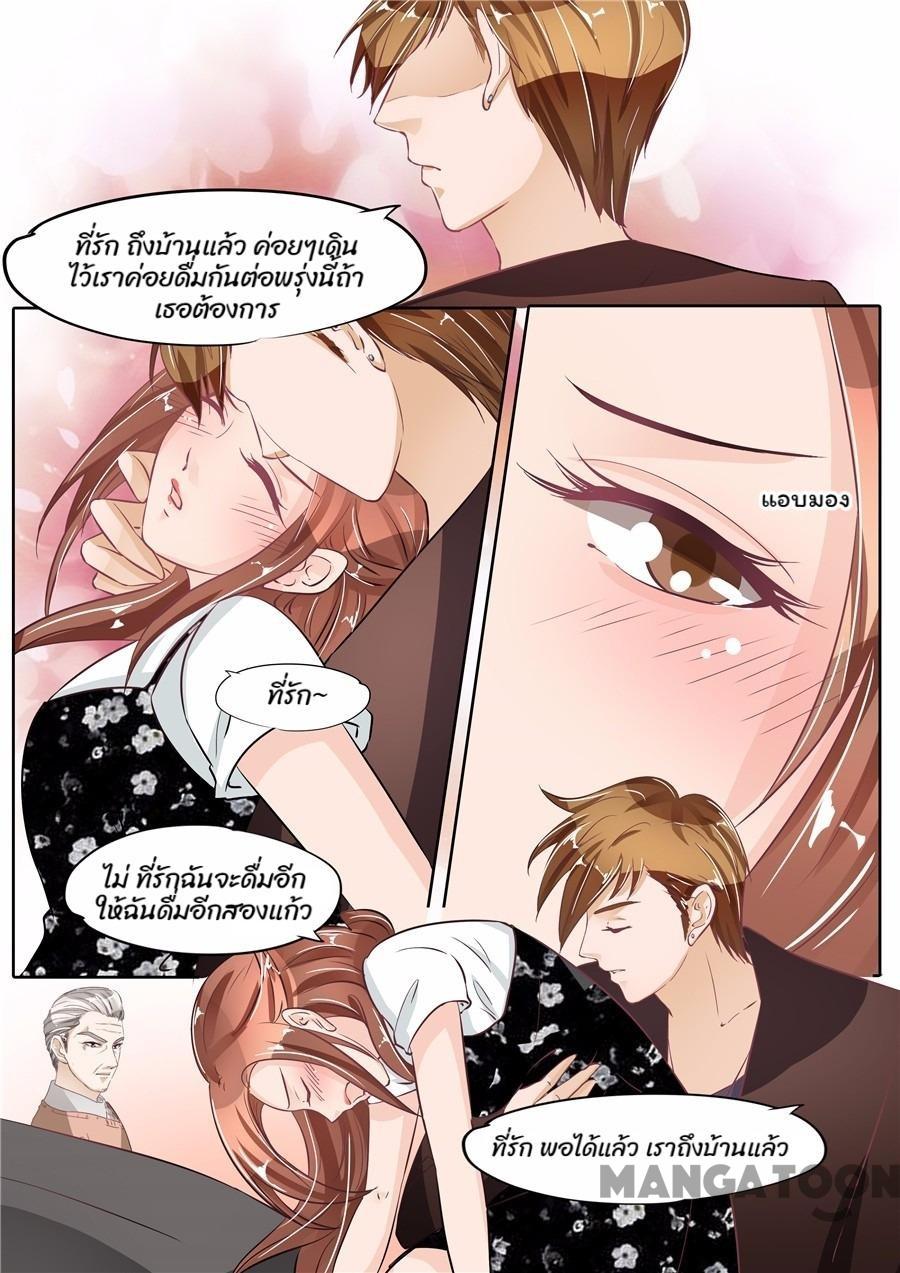 ที่รัก ถึงบ้านแล้ว ค่อยๆเดิน
ไว้เราค่อยดื่มกันต่อพรุ่งนี้ถ้า
เธอต้องการ
แอบมอง
ที่รัก~
ไม่ ที่รักฉันจะดื่มอีก
ให้ฉันดื่มอีกสองแก้ว
ที่รัก พอได้แล้ว เราถึงบ้านแล้ว
MANGATOON